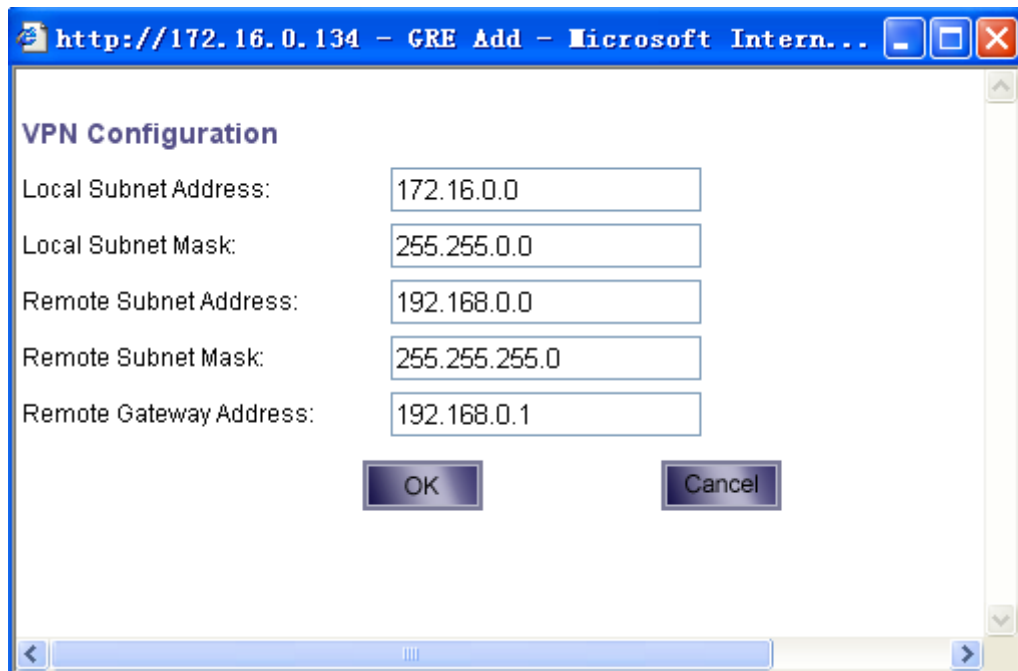 http://172.16.0.134 - GRE Add - Microsoft Intern...
VPN Configuration
Local Subnet Address: 172.16.0.0
Local Subnet Mask: 255.255.0.0
Remote Subnet Address: 192.168.0.0
Remote Subnet Mask: 255.255.255.0
Remote Gateway Address: 192.168.0.1
OK Cancel